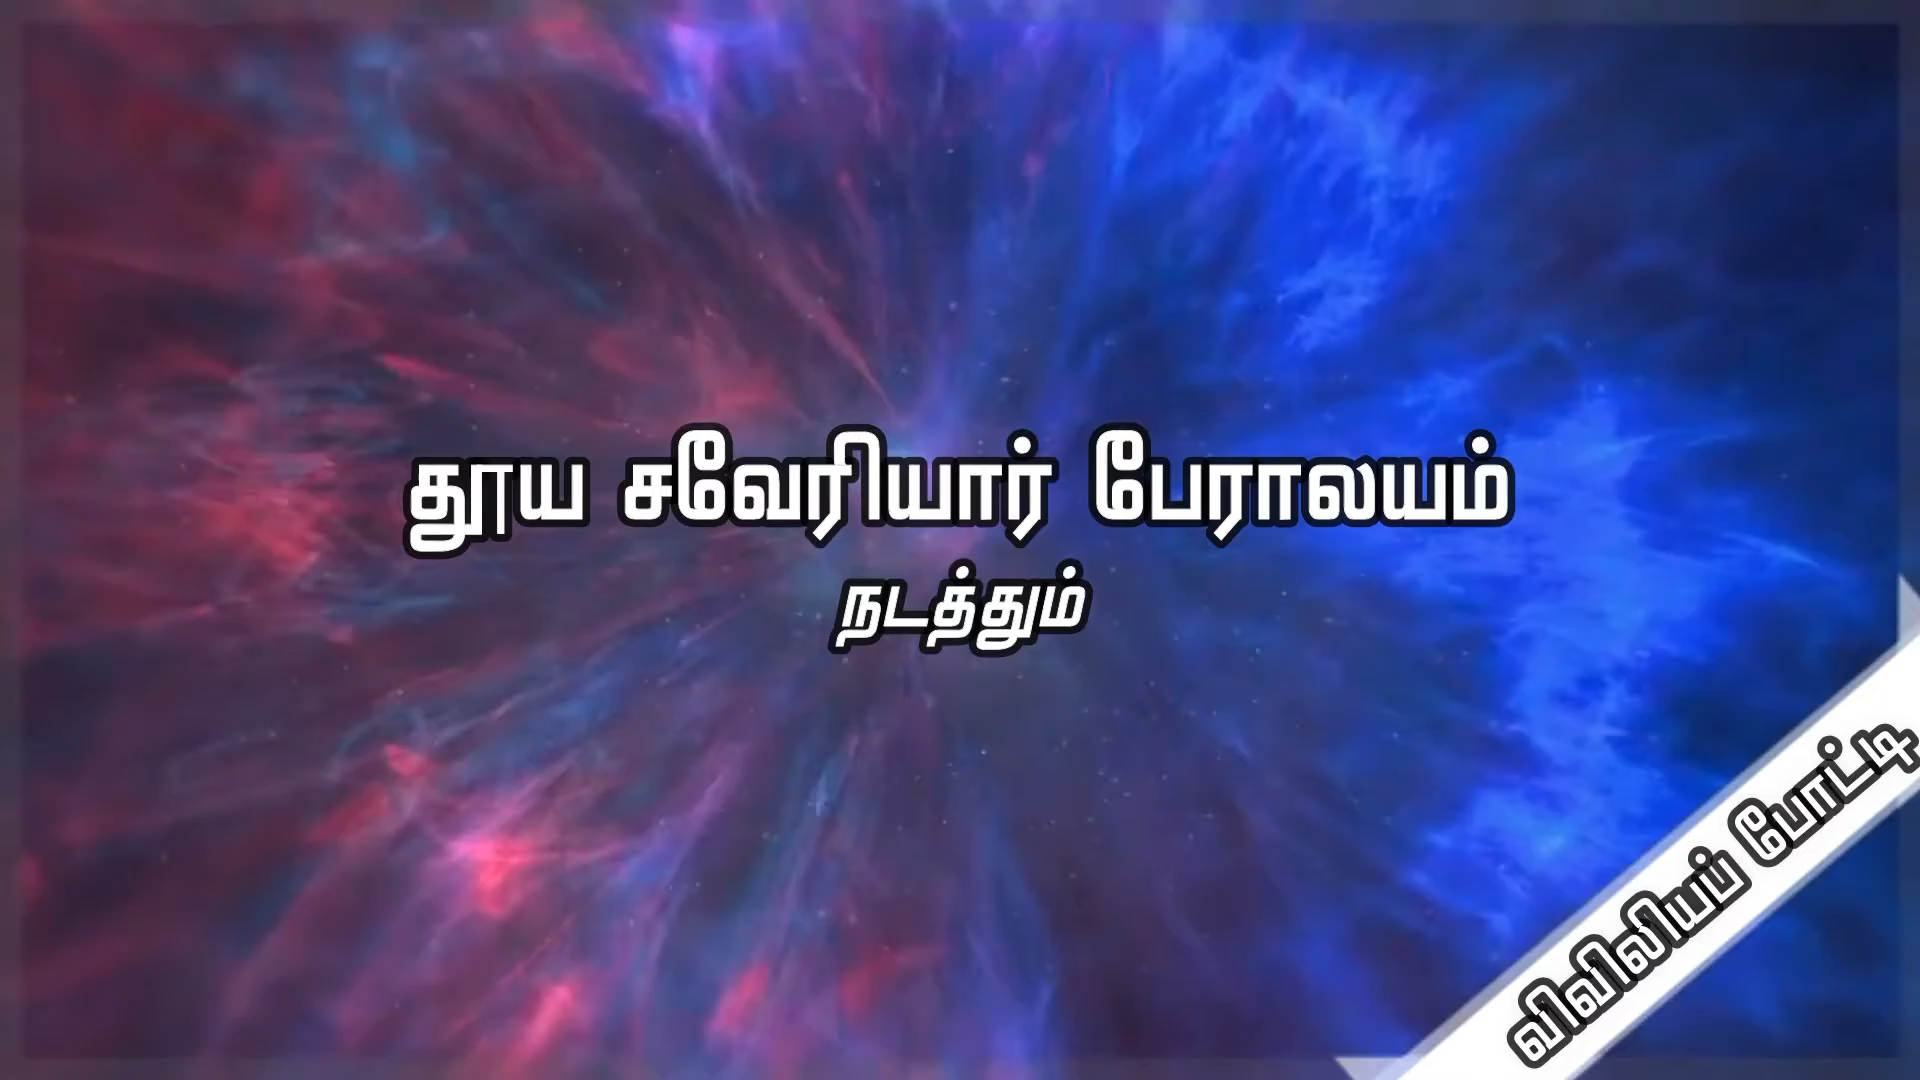 தூய சவேரியார் பேராலயம்
நடத்தும்
விவிலியப் போட்டி